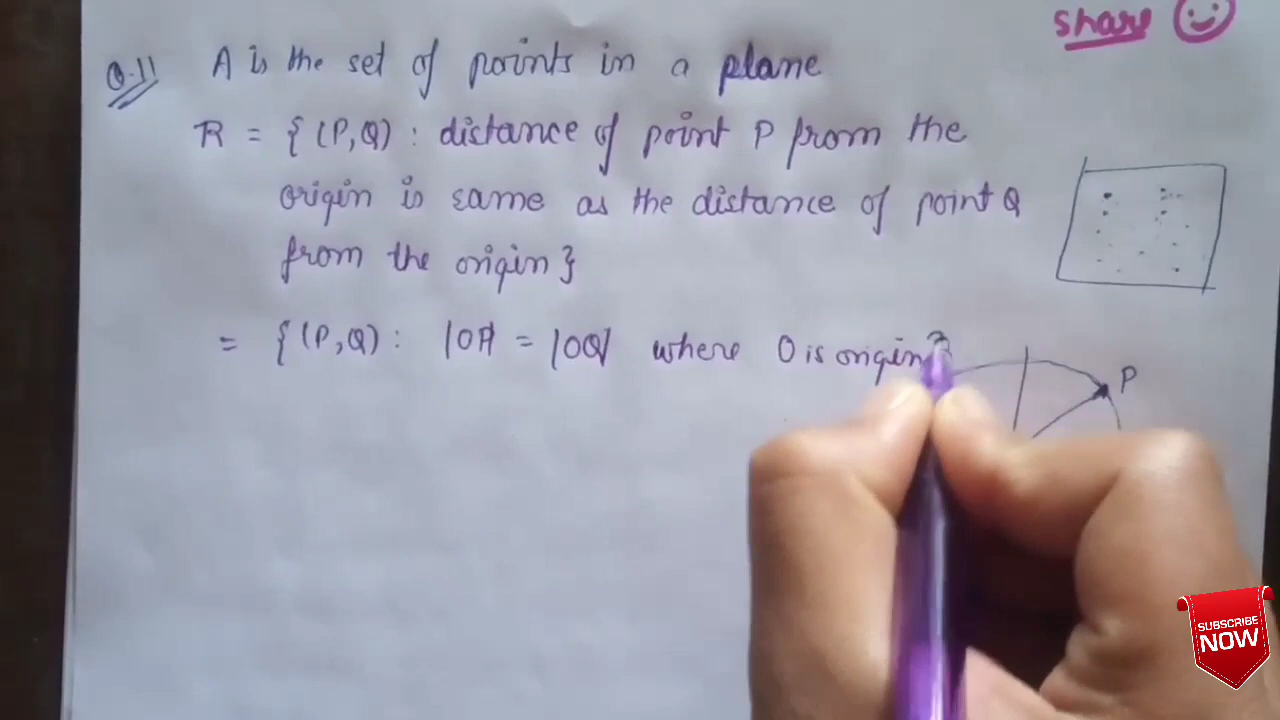 share
Q.11 A is the set of points in a plane
R = {(P,Q) : distance of point P from the
origin is same as the distance of point Q
from the origin}
= {(P,Q) : |OP| = |OQ| where O is origin}
P
SUBSCRIBE
NOW